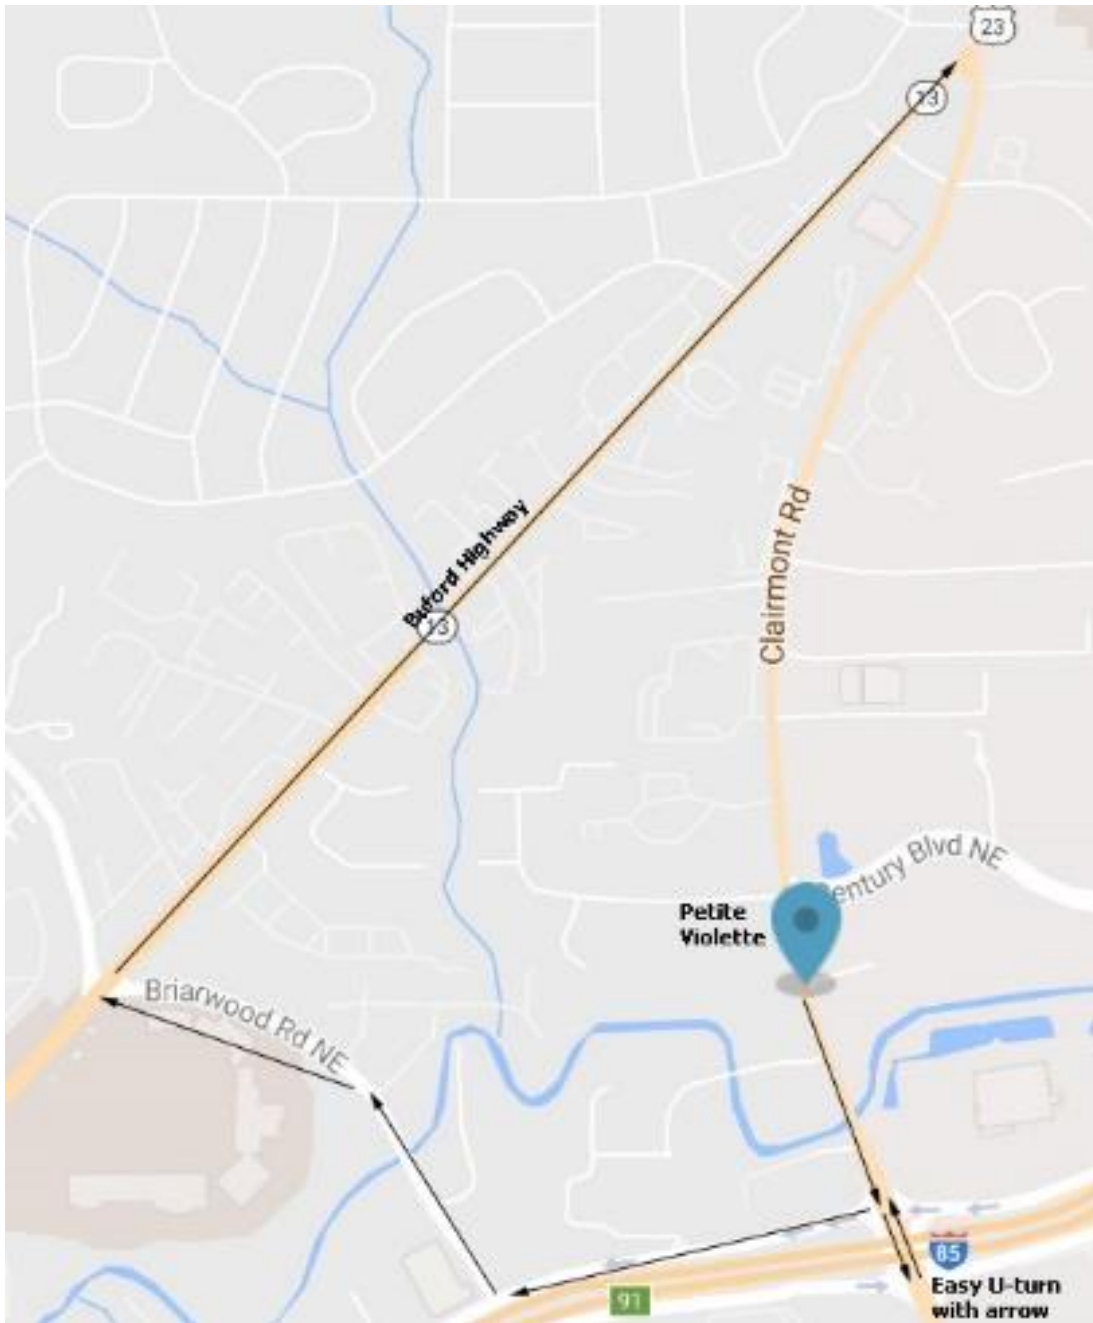 23
13
Buford Highway
13
Clairmont Rd
Century Blvd NE
Petite
Violette
Briarwood Rd NE
85
Easy U-turn
with arrow
91